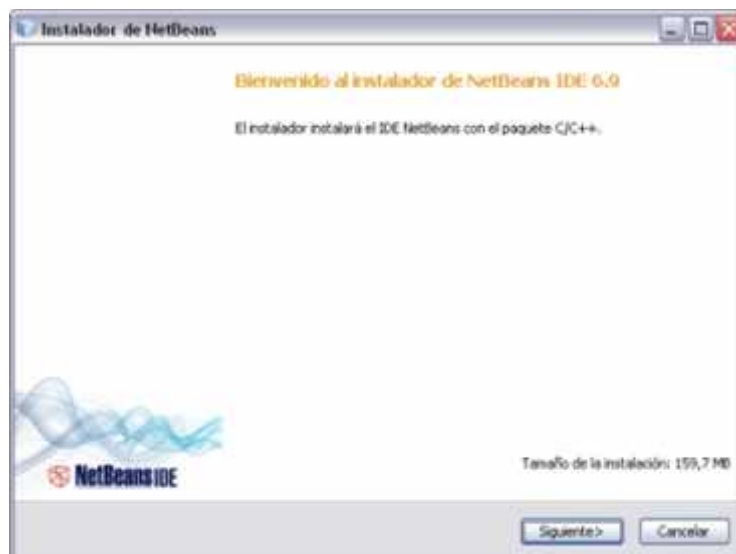 Instalador de NetBeans
Bienvenido al instalador de NetBeans IDE 6.9
El instalador instalará el IDE NetBeans con el paquete C/C++.
NetBeans IDE
Tamaño de la instalación: 159,7 MB
Siguiente>
Cancelar